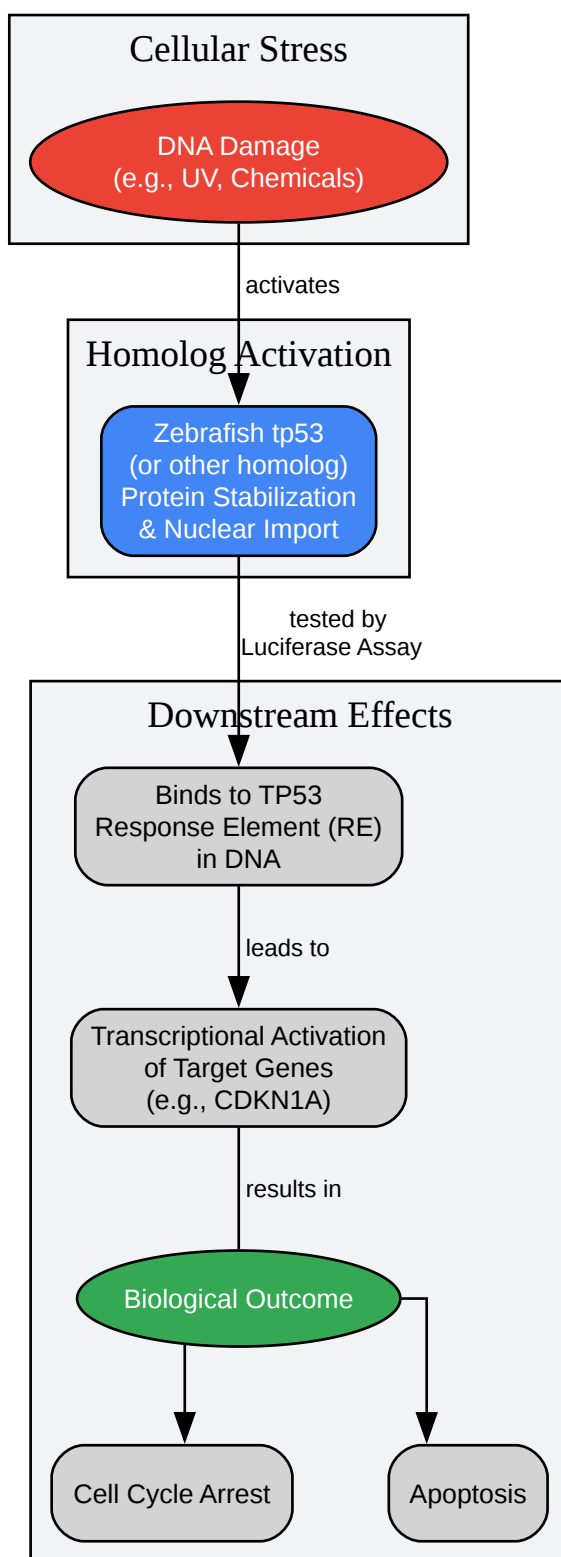 Cellular Stress
DNA Damage
(e.g., UV, Chemicals)
activates
Homolog Activation
Zebrafish tp53
(or other homolog)
Protein Stabilization
& Nuclear Import
tested by
Luciferase Assay
Downstream Effects
Binds to TP53
Response Element (RE)
in DNA
leads to
Transcriptional Activation
of Target Genes
(e.g., CDKN1A)
results in
Biological Outcome
Cell Cycle Arrest
Apoptosis